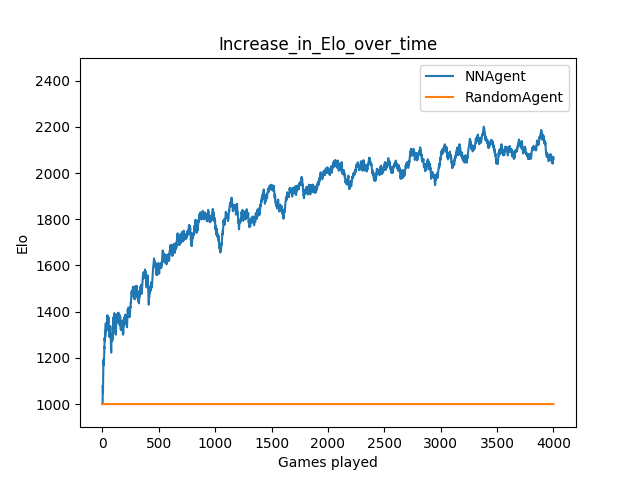 Increase_in_Elo_over_time
NNAgent
RandomAgent
2400
2200
2000
1800
1600
1400
1200
1000
Elo
0 500 1000 1500 2000 2500 3000 3500 4000
Games played